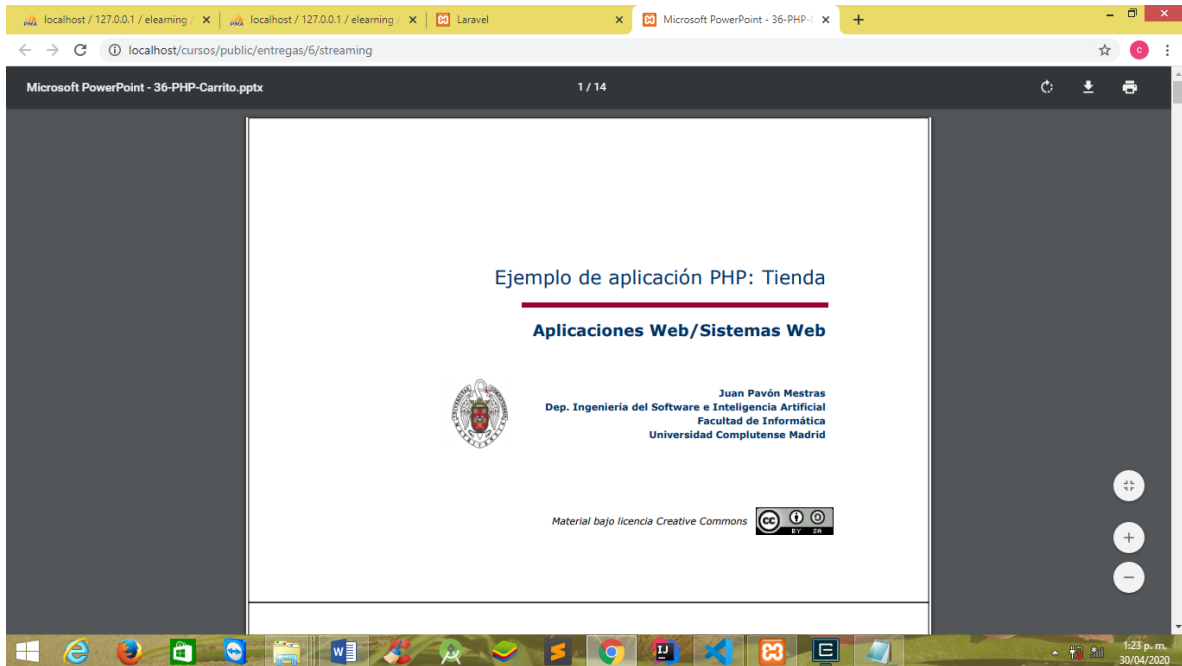 localhost / 127.0.0.1 / elearning /
localhost / 127.0.0.1 / elearning /
Laravel
Microsoft PowerPoint - 36-PHP-C
localhost/cursos/public/entregas/6/streaming
Microsoft PowerPoint - 36-PHP-Carrito.pptx
1 / 14
Ejemplo de aplicación PHP: Tienda
Aplicaciones Web/Sistemas Web
Juan Pavón Mestras
Dep. Ingeniería del Software e Inteligencia Artificial
Facultad de Informática
Universidad Complutense Madrid
Material bajo licencia Creative Commons
cc
BY SA
1:23 p. m.
30/04/2020